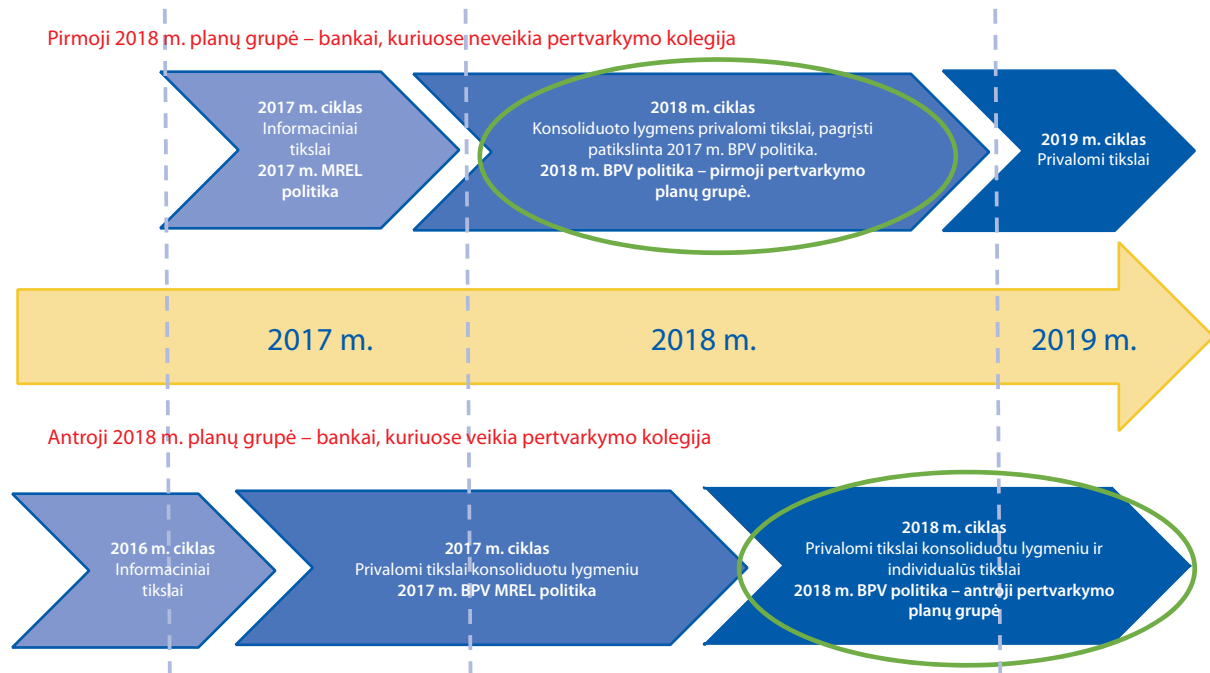 Pirmoji 2018 m. planų grupė – bankai, kuriuose neveikia pertvarkymo kolegija
2017 m. ciklas
Informaciniai
tikslai
2017 m. MREL
politika
2018 m. ciklas
Konsoliduoto lygmens privalomi tikslai, pagrįsti
patikslinta 2017 m. BPV politika.
2018 m. BPV politika – pirmoji pertvarkymo
planų grupė.
2019 m. ciklas
Privalomi tikslai
2017 m.
2018 m.
2019 m.
Antroji 2018 m. planų grupė – bankai, kuriuose veikia pertvarkymo kolegija
2016 m. ciklas
Informaciniai
tikslai
2017 m. ciklas
Privalomi tikslai konsoliduotu lygmeniu
2017 m. BPV MREL politika
2018 m. ciklas
Privalomi tikslai konsoliduotu lygmeniu ir
individualūs tikslai
2018 m. BPV politika – antroji pertvarkymo
planų grupė